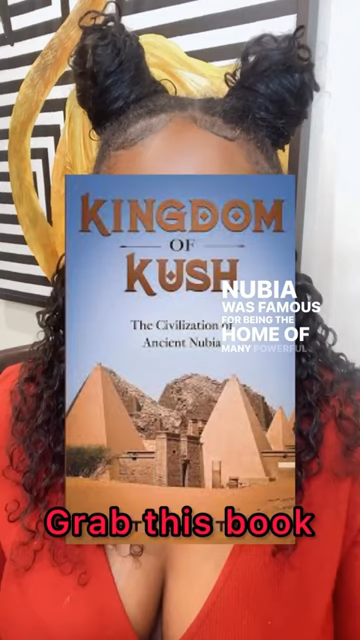 KINGDOM
OF
KUSH
The Civilization of
Ancient Nubia
NUBIA
WAS FAMOUS
FOR BEING THE
HOME OF
MANY POWERFUL
Grab this book